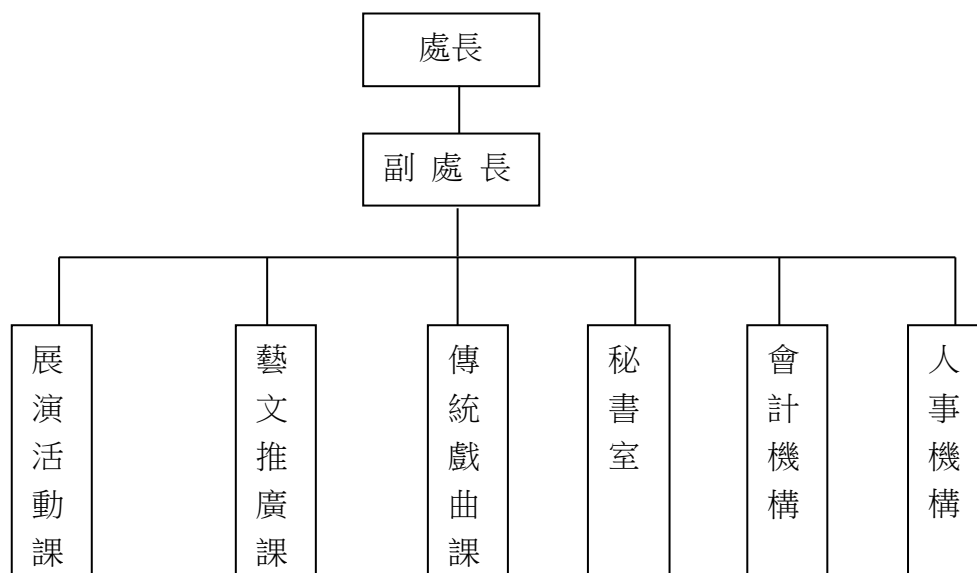 處長
副處長
展演活動課
藝文推廣課
傳統戲曲課
秘書室
會計機構
人事機構